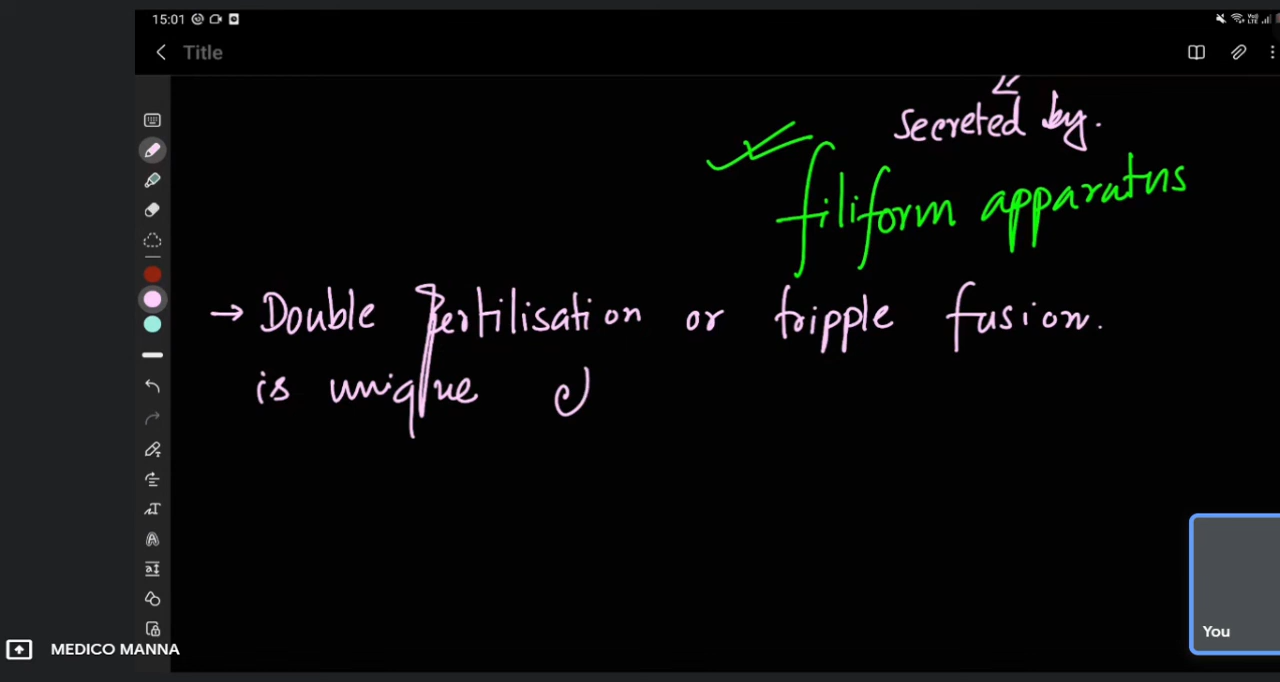 15:01
Title
secreted by.
filiform apparatus
→ Double fertilisation or tripple fusion.
is unique
You
MEDICO MANNA